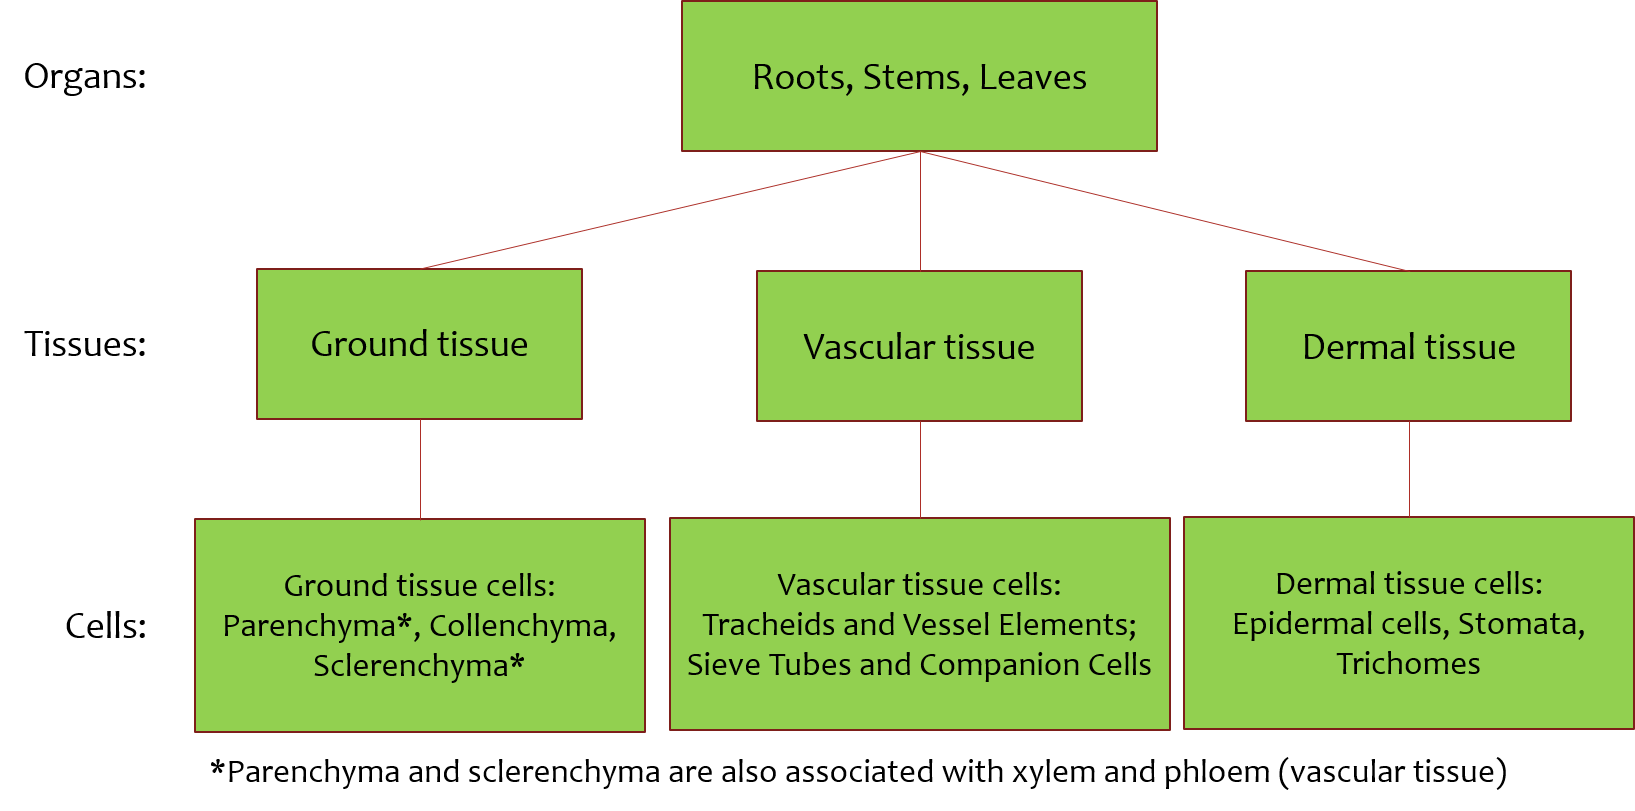 Organs:
Roots, Stems, Leaves
Tissues:
Ground tissue
Vascular tissue
Dermal tissue
Cells:
Ground tissue cells:
Parenchyma*, Collenchyma,
Sclerenchyma*
Vascular tissue cells:
Tracheids and Vessel Elements;
Sieve Tubes and Companion Cells
Dermal tissue cells:
Epidermal cells, Stomata,
Trichomes
*Parenchyma and sclerenchyma are also associated with xylem and phloem (vascular tissue)